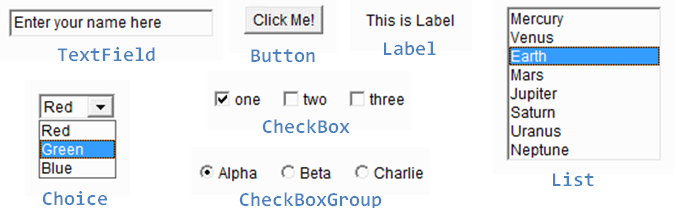 Enter your name here
TextField
Click Me!
Button
This is Label
Label
Mercury
Venus
Earth
Mars
Jupiter
Saturn
Uranus
Neptune
List
Red
Red
Green
Blue
Choice
one two three
CheckBox
Alpha Beta Charlie
CheckBoxGroup